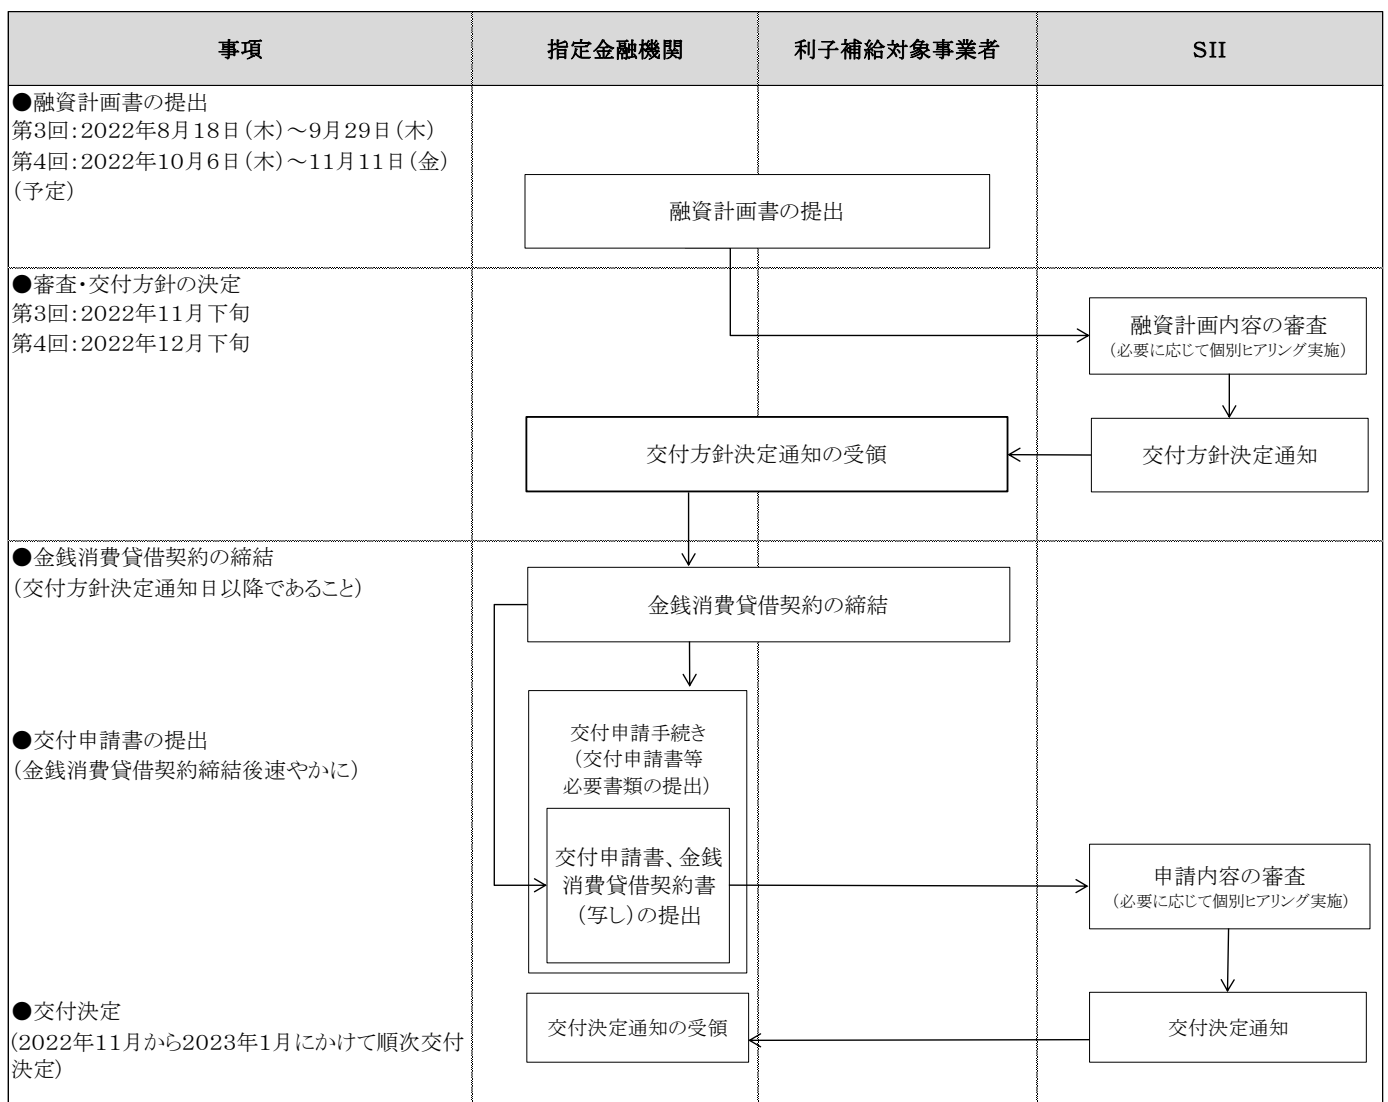 事項
指定金融機関
利子補給対象事業者
SII
●融資計画書の提出
第3回：2022年8月18日（木）～9月29日（木）
第4回：2022年10月6日（木）～11月11日（金）
（予定）
融資計画書の提出
●審査・交付方針の決定
第3回：2022年11月下旬
第4回：2022年12月下旬
融資計画内容の審査
（必要に応じて個別ヒアリング実施）
交付方針決定通知の受領
交付方針決定通知
●金銭消費貸借契約の締結
（交付方針決定通知日以降であること）
金銭消費貸借契約の締結
●交付申請書の提出
（金銭消費貸借契約締結後速やかに）
交付申請手続き
（交付申請書等
必要書類の提出）
交付申請書、金銭
消費貸借契約書
（写し）の提出
申請内容の審査
（必要に応じて個別ヒアリング実施）
●交付決定
(2022年11月から2023年1月にかけて順次交付
決定)
交付決定通知の受領
交付決定通知